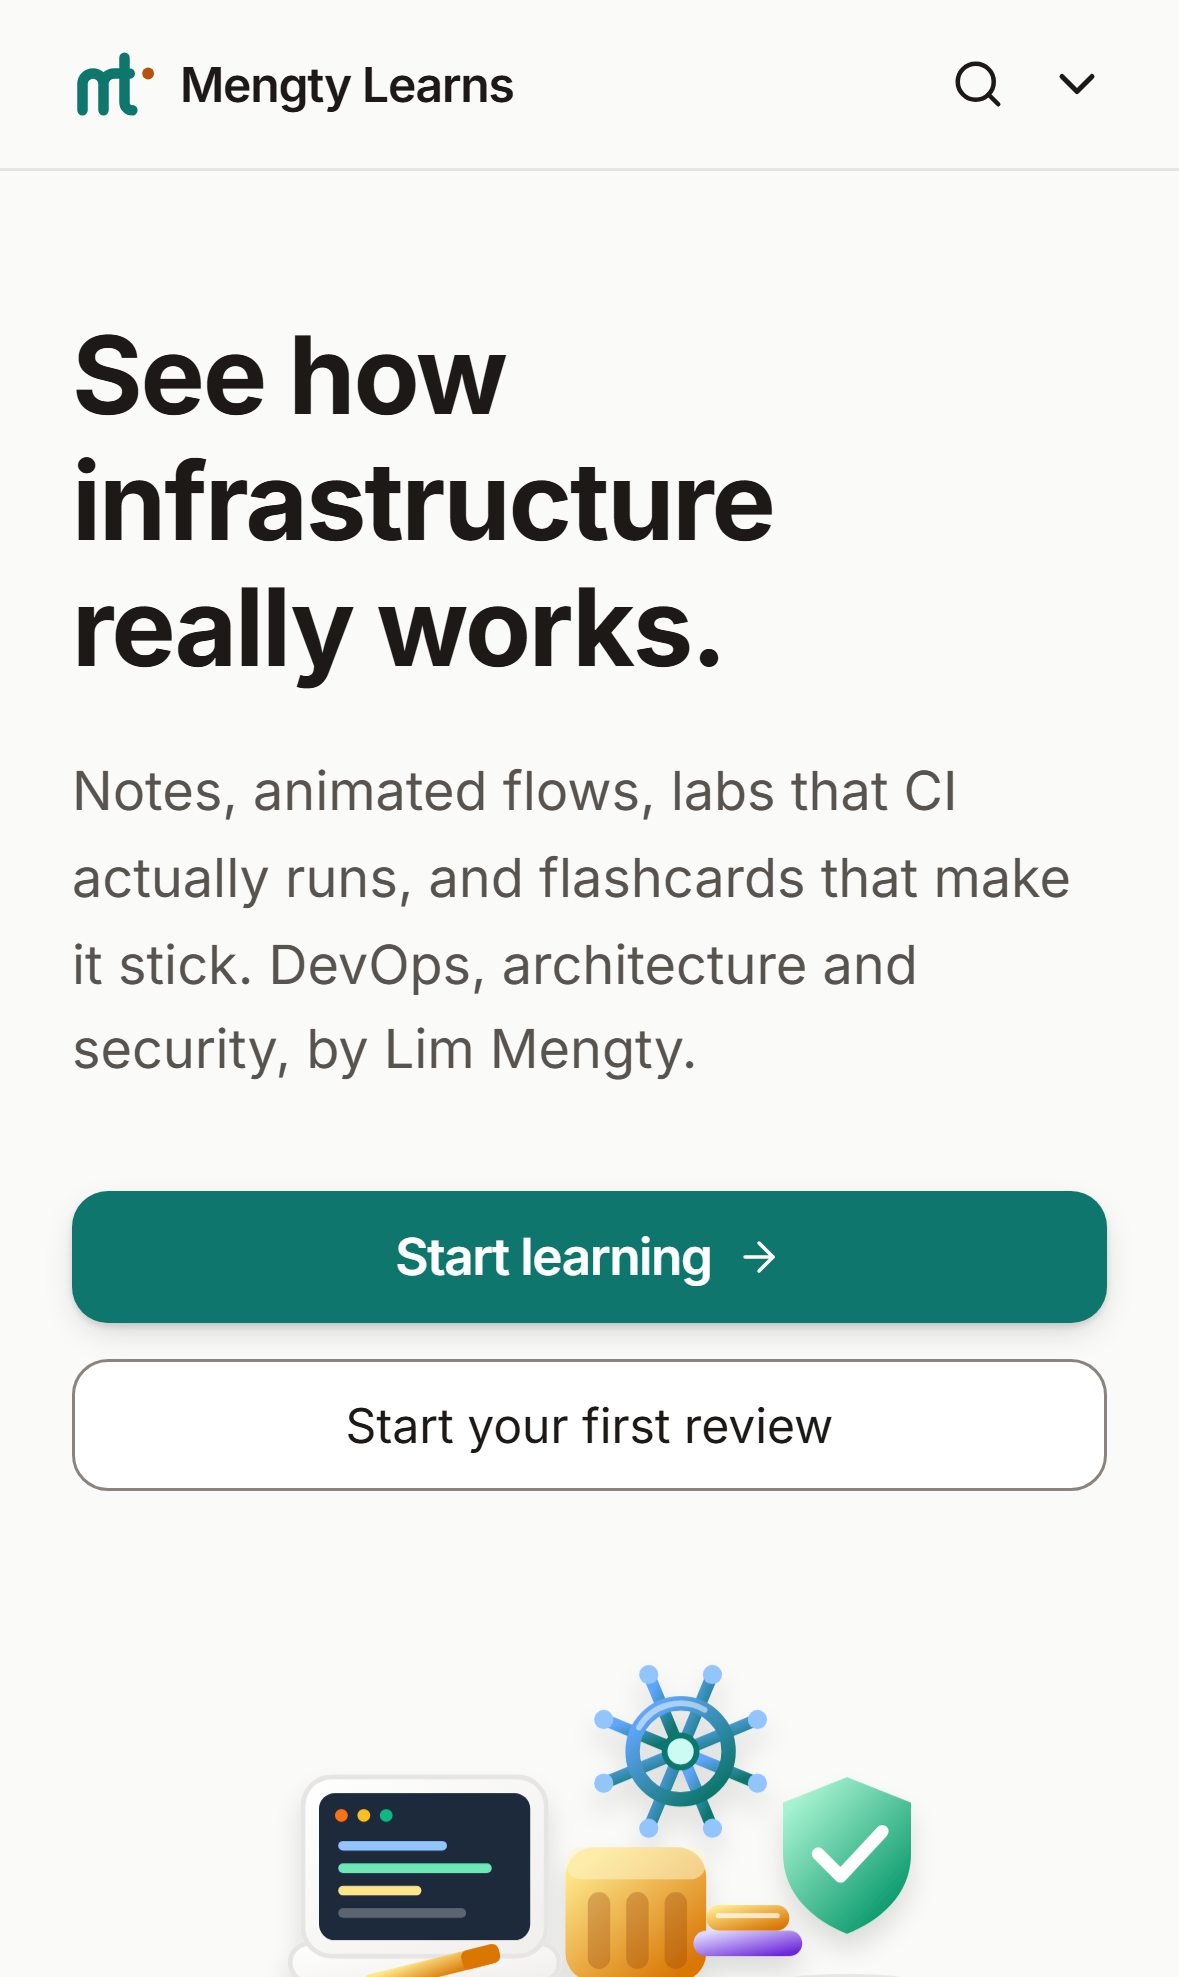 mt
Mengty Learns
See how
infrastructure
really works.
Notes, animated flows, labs that CI
actually runs, and flashcards that make
it stick. DevOps, architecture and
security, by Lim Mengty.
Start learning
Start your first review